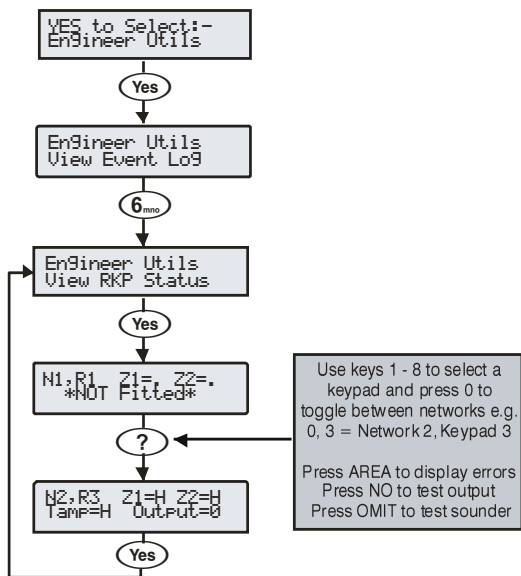 YES to Select:-
Engineer Utils
Yes
Engineer Utils
View Event Log
6mno
Engineer Utils
View RKP Status
Yes
N1,R1 Z1=. Z2=.
*NOT Fitted*
?
Use keys 1 - 8 to select a
keypad and press 0 to
toggle between networks e.g.
0, 3 = Network 2, Keypad 3
Press AREA to display errors
Press NO to test output
Press OMIT to test sounder
N2,R3 Z1=H Z2=H
Tamp=H Output=0
Yes